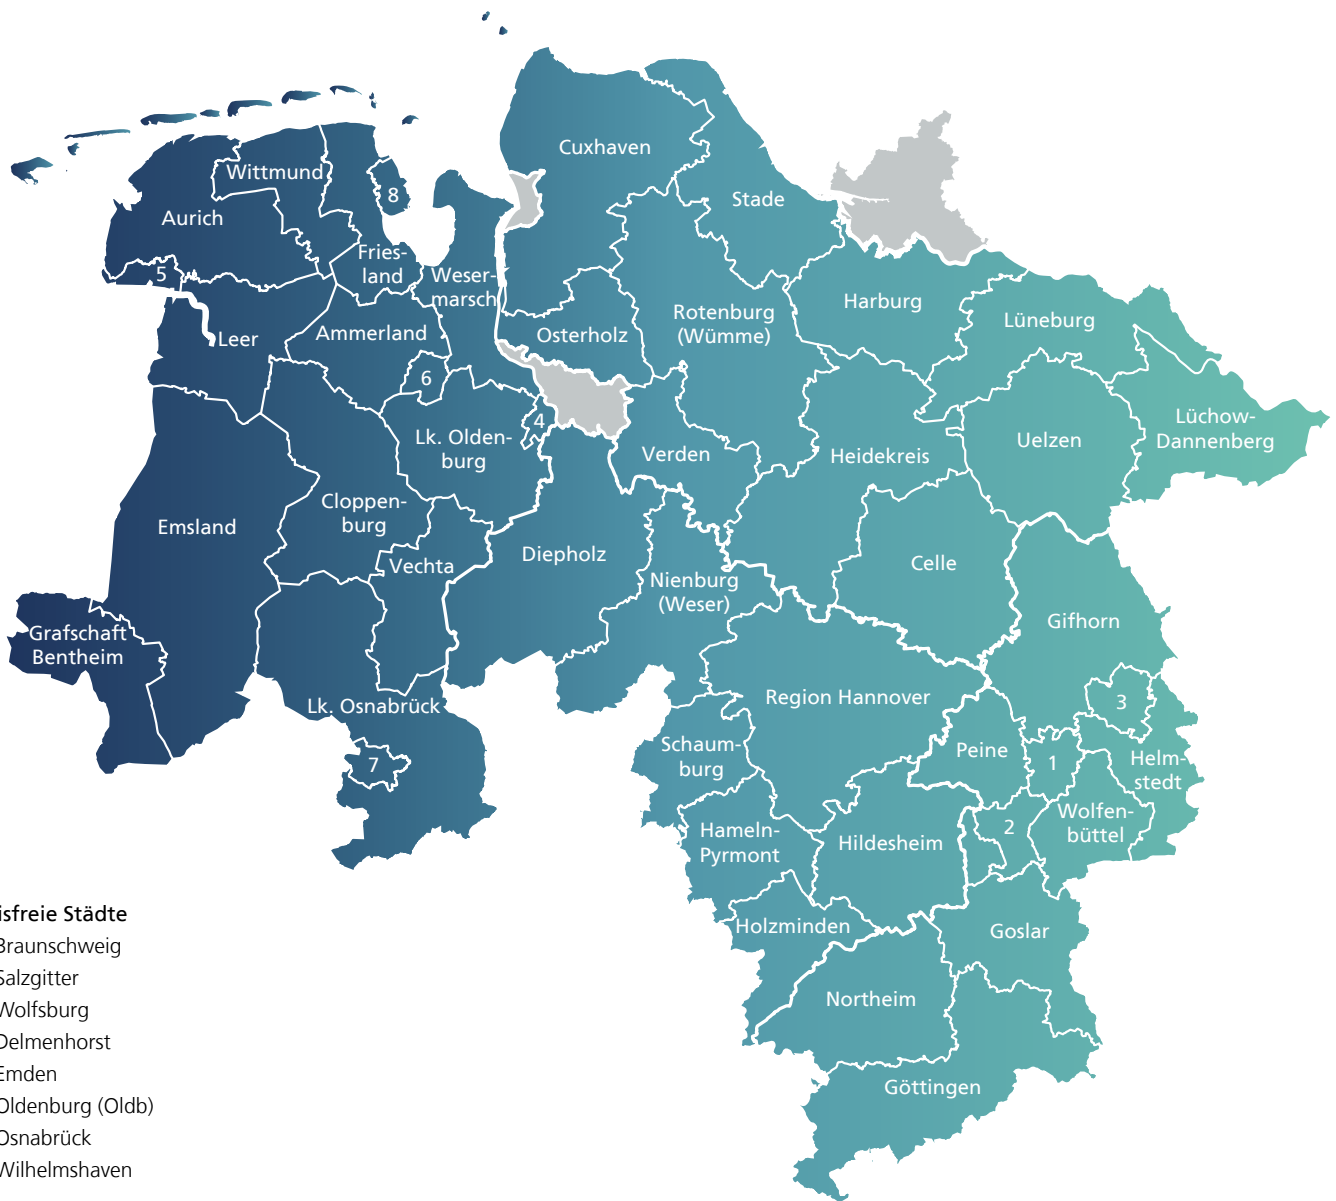 Cuxhaven
Wittmund
8
Stade
Aurich
Fries-
land
5
Weser-
marsch
Harburg
Rotenburg
(Wümme)
Lüneburg
Leer
Ammerland
Osterholz
6
4
Lüchow-
Dannenberg
Lk. Olden-
burg
Uelzen
Verden
Heidekreis
Cloppen-
burg
Emsland
Diepholz
Vechta
Celle
Nienburg
(Weser)
Gifhorn
Grafschaft
Bentheim
Region Hannover
Lk. Osnabrück
3
Schaum-
burg
Peine
7
1
Helm-
stedt
Wolfen-
büttel
2
Hameln-
Pyrmont
Hildesheim
Holzminden
Goslar
Northeim
Göttingen
isfreie Städte
Braunschweig
Salzgitter
Wolfsburg
Delmenhorst
Emden
Oldenburg (Oldb)
Osnabrück
Wilhelmshaven